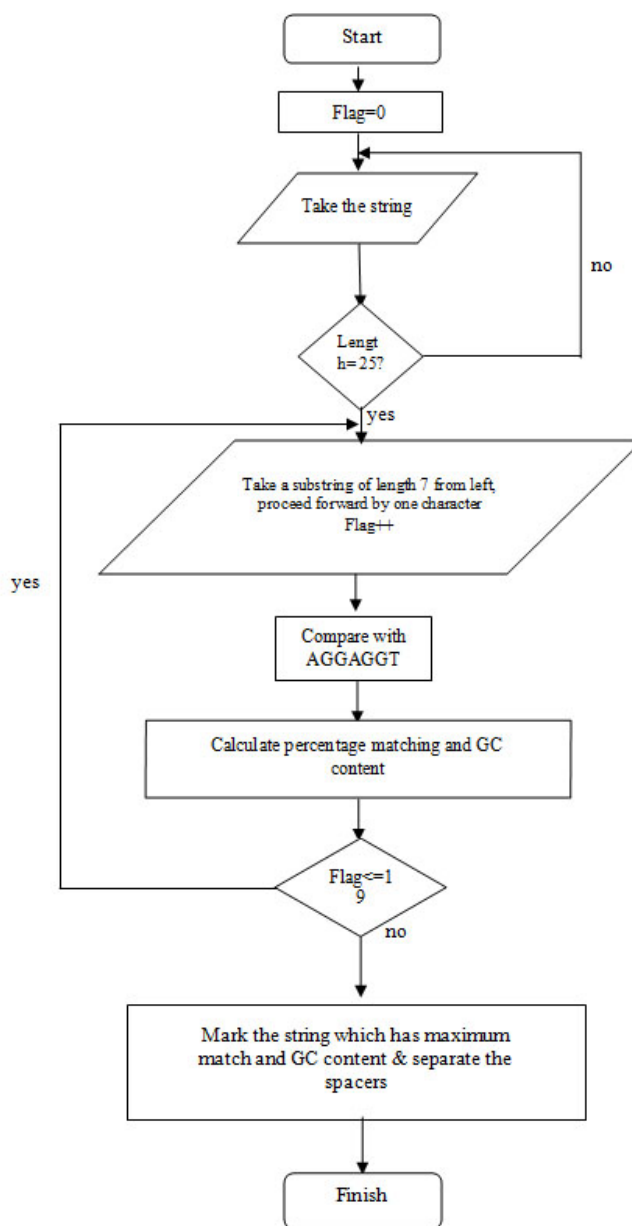 Start
Flag=0
Take the string
no
Lengt
h=25?
yes
Take a substring of length 7 from left,
proceed forward by one character
Flag++
yes
Compare with
AGGAGGT
Calculate percentage matching and GC
content
Flag<=1
9
no
Mark the string which has maximum
match and GC content & separate the
spacers
Finish